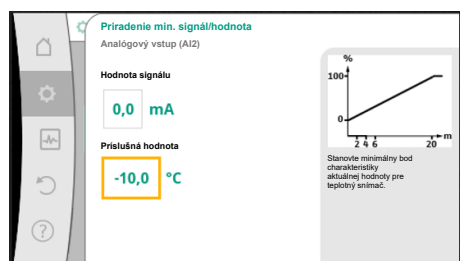 Priradenie min. signál/hodnota
Analógový vstup (AI2)
Hodnota signálu
0,0 mA
Príslušná hodnota
-10,0 °C
%
100
0
2 4 6 20
m
Stanovte minimálny bod
charakteristiky
aktuálnej hodnoty pre
teplotný snímač.
?